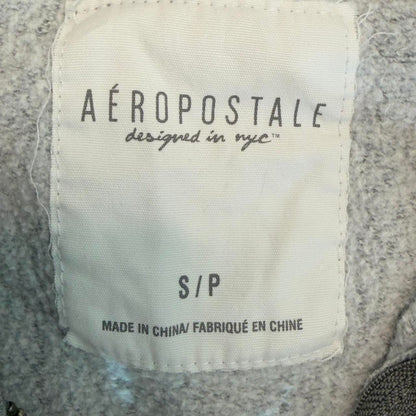 AÉROPOSTALE
designed in nyc™
S/P
MADE IN CHINA/ FABRIQUÉ EN CHINE